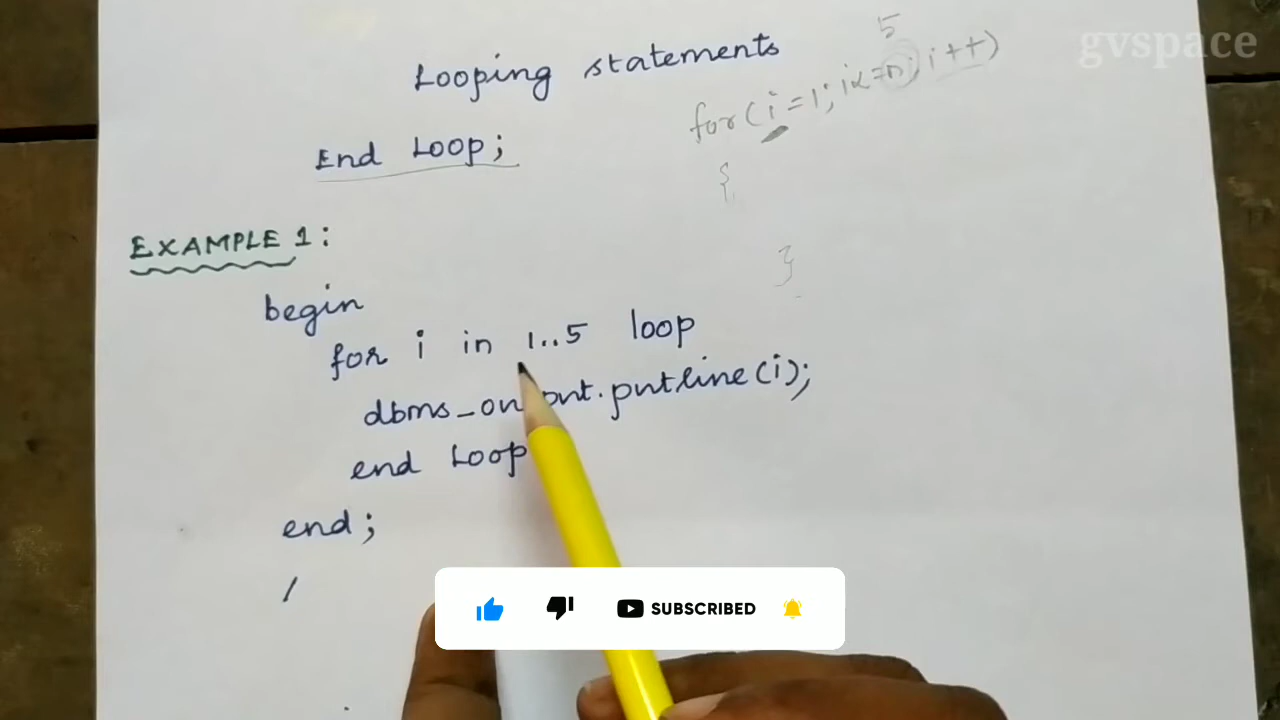 gvspace
Looping statements
5
for(i=1; i<=n; i++)
{
}
End Loop;
EXAMPLE 1:
begin
for i in 1..5 loop
dbms_output.putline(i);
end Loop
end;
/
SUBSCRIBED